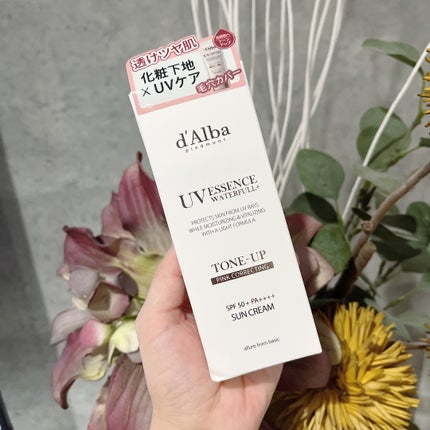 透けツヤ肌
化粧下地
×UVケア
毛穴カバー
d'Alba
piedmont
UV ESSENCE
WATERFULL+
PROTECTS SKIN FROM UV RAYS
WHILE MOISTURIZING & VITALIZING
WITH A LIGHT FORMULA
TONE-UP
PINK CORRECTING
SPF 50+ PA++++
SUN CREAM
allure from basic